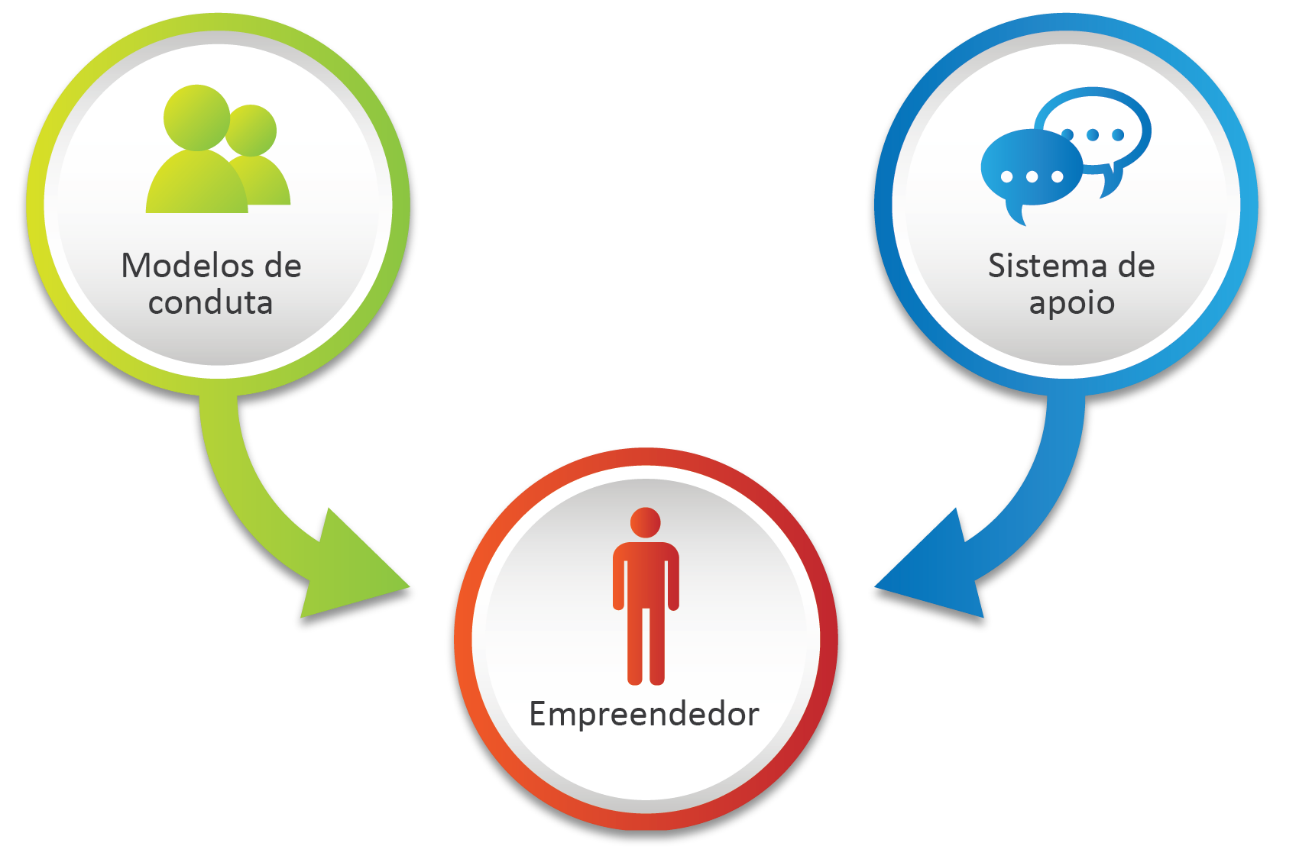 Modelos de
conduta
Sistema de
apoio
Empreendedor